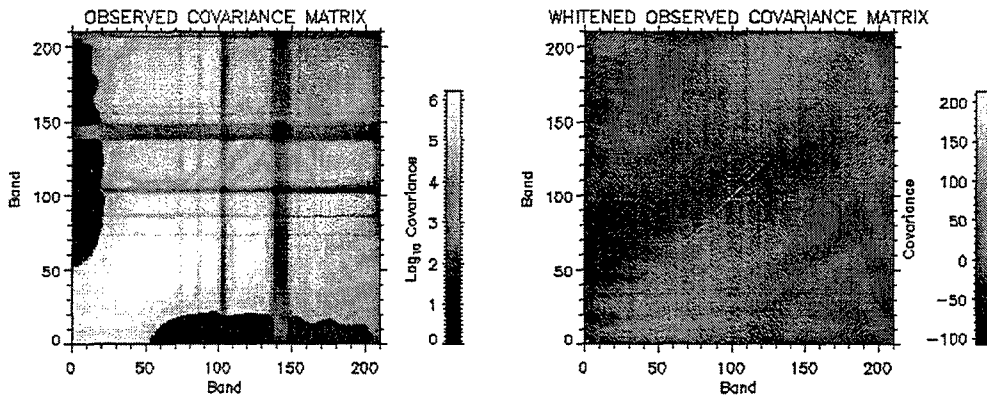 OBSERVED COVARIANCE MATRIX
200
150
100
50
0
0 50 100 150 200
Band
Band
6
5
4
3
2
1
0
Log₁₀ Covariance
WHITENED OBSERVED COVARIANCE MATRIX
200
150
100
50
0
0 50 100 150 200
Band
Band
200
150
100
50
0
−50
−100
Covariance